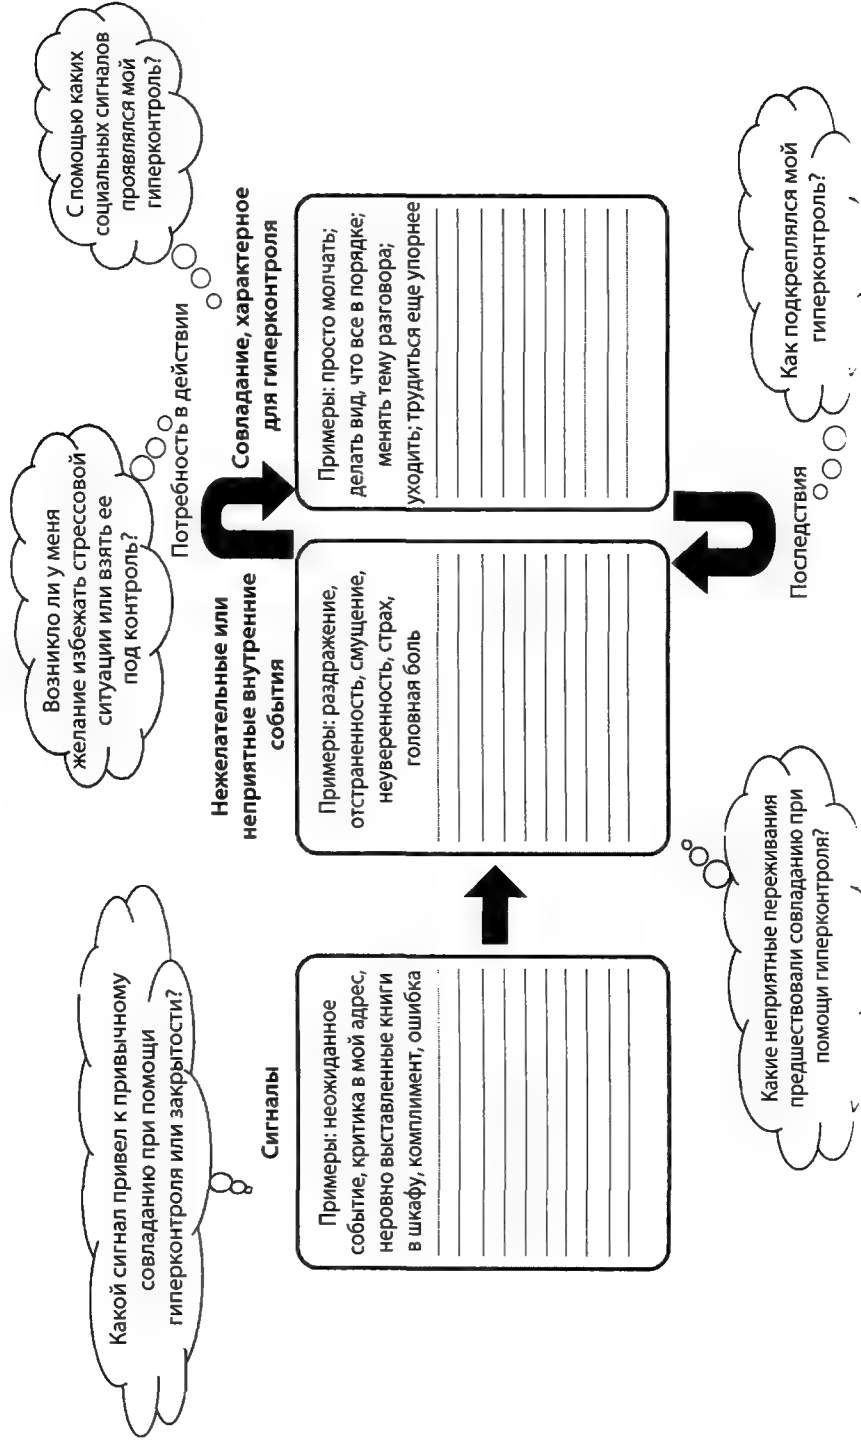 Какой сигнал привел к привычному
совладанию при помощи
гиперконтроля или закрытости?
Возникло ли у меня
желание избежать стрессовой
ситуации или взять ее
под контроль?
С помощью каких
социальных сигналов
проявлялся мой
гиперконтроль?
Потребность в действии
Сигналы
Нежелательные или
неприятные внутренние
события
Совладание, характерное
для гиперконтроля
Примеры: неожиданное
событие, критика в мой адрес,
неровно выставленные книги
в шкафу, комплимент, ошибка
Примеры: раздражение,
отстраненность, смущение,
неуверенность, страх,
головная боль
Примеры: просто молчать;
делать вид, что все в порядке;
менять тему разговора;
уходить; трудиться еще упорнее
Последствия
Какие неприятные переживания
предшествовали совладанию при
помощи гиперконтроля?
Как подкреплялся мой
гиперконтроль?